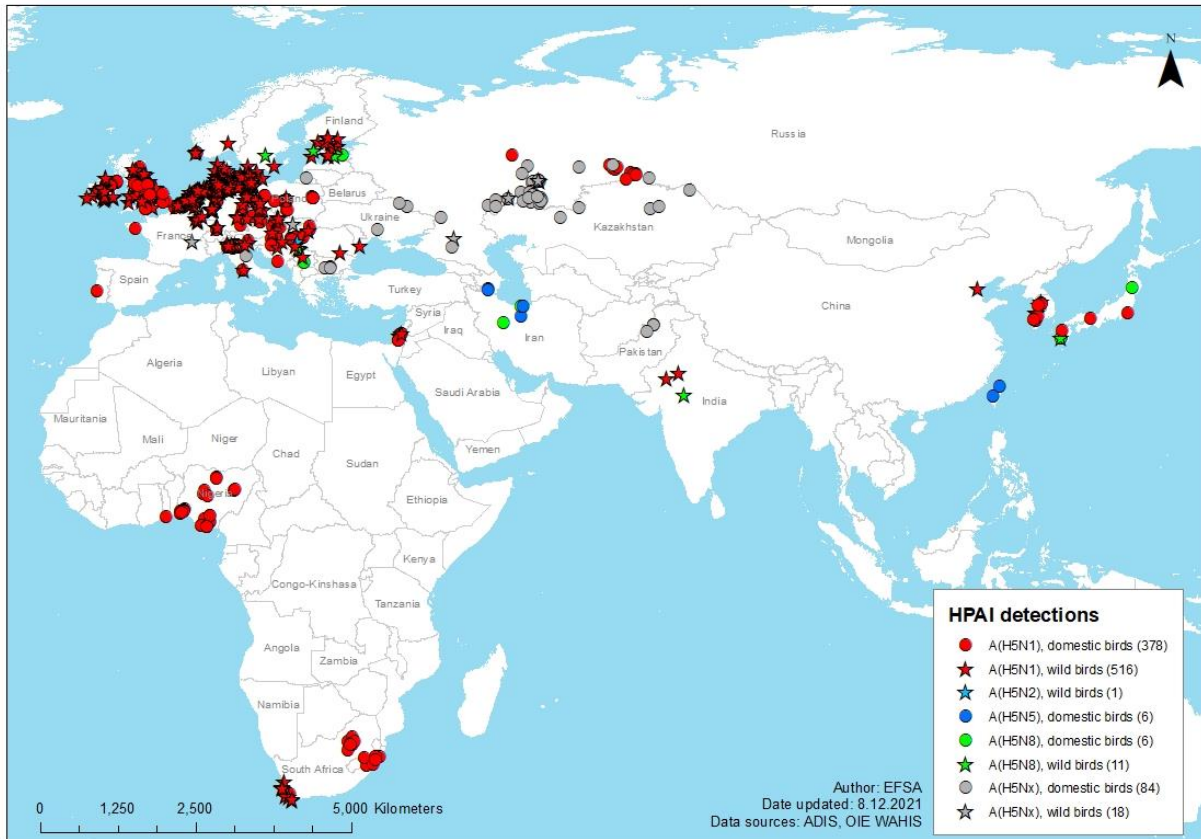 N
Finland
Russia
Poland
Belarus
Ukraine
Kazakhstan
France
Mongolia
Spain
Turkey
China
Syria
Iraq
Iran
Pakistan
Algeria
Libyan
Egypt
Saudi Arabia
India
Mauritania
Mali
Niger
Chad
Sudan
Yemen
Nigeria
Ethiopia
Kenya
Congo-Kinshasa
Tanzania
Angola
Zambia
Namibia
South Africa
HPAI detections
A(H5N1), domestic birds (378)
A(H5N1), wild birds (516)
A(H5N2), wild birds (1)
A(H5N5), domestic birds (6)
A(H5N8), domestic birds (6)
A(H5N8), wild birds (11)
A(H5Nx), domestic birds (84)
A(H5Nx), wild birds (18)
0 1,250 2,500 5,000 Kilometers
Author: EFSA
Date updated: 8.12.2021
Data sources: ADIS, OIE WAHIS